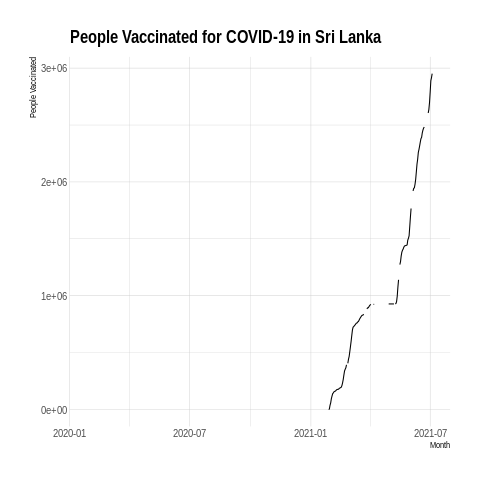 People Vaccinated for COVID-19 in Sri Lanka
People Vaccinated
3e+06
2e+06
1e+06
0e+00
2020-01 2020-07 2021-01 2021-07
Month